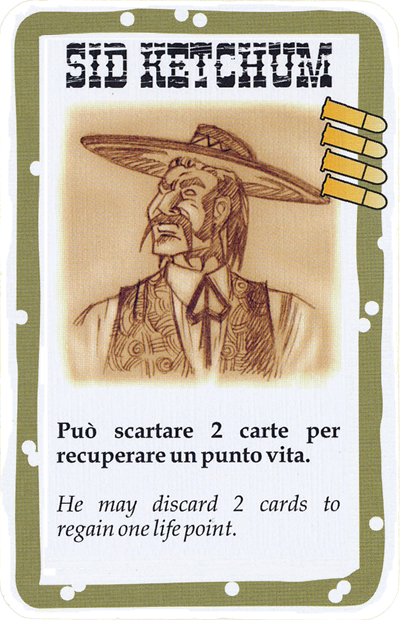 SID KETCHUM
Può scartare 2 carte per
recuperare un punto vita.
He may discard 2 cards to
regain one life point.